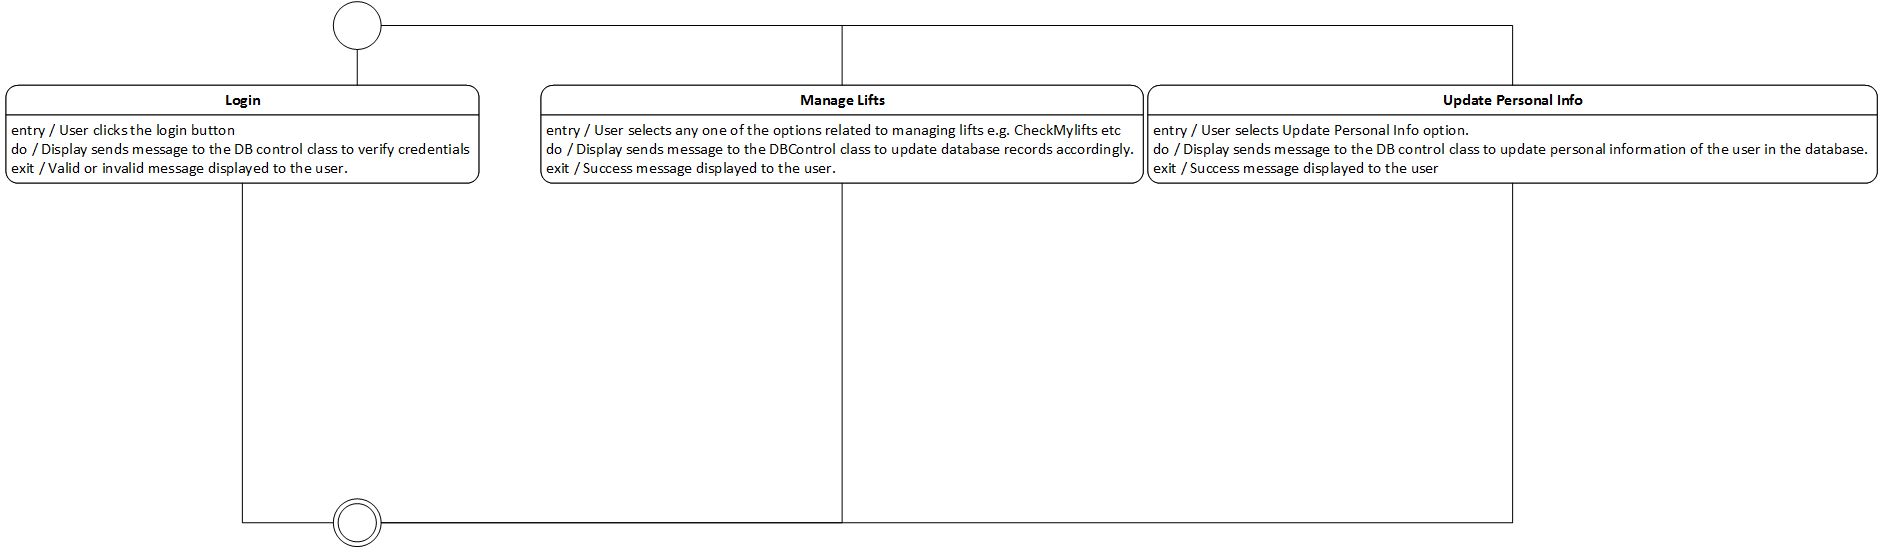 Login
entry / User clicks the login button
do / Display sends message to the DB control class to verify credentials
exit / Valid or invalid message displayed to the user.
Manage Lifts
entry / User selects any one of the options related to managing lifts e.g. CheckMylifts etc
do / Display sends message to the DBControl class to update database records accordingly.
exit / Success message displayed to the user.
Update Personal Info
entry / User selects Update Personal Info option.
do / Display sends message to the DB control class to update personal information of the user in the database.
exit / Success message displayed to the user